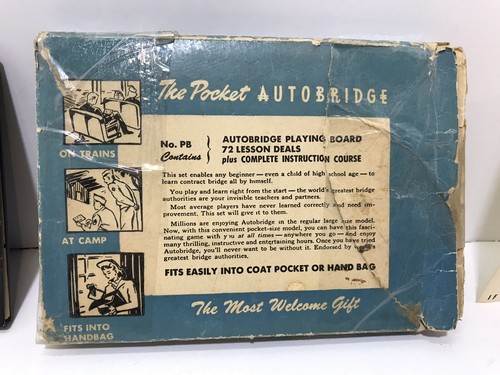 The Pocket AUTOBRIDGE
No. PB
Contains
AUTOBRIDGE PLAYING BOARD
72 LESSON DEALS
plus COMPLETE INSTRUCTION COURSE
This set enables any beginner — even a child of high school age — to
learn contract bridge all by himself.
You play and learn right from the start — the world's greatest bridge
authorities are your invisible teachers and partners.
Most average players have never learned correctly and need im-
provement. This set will give it to them.
Millions are enjoying Autobridge in the regular large size model.
Now, with this convenient pocket-size model, you can have this fasci-
nating game with you at all times — anywhere you go — and enjoy
many thrilling, instructive and entertaining hours. Once you have tried
Autobridge, you'll never want to be without it. Endorsed by
greatest bridge authorities.
FITS EASILY INTO COAT POCKET OR HAND BAG
The Most Welcome Gift
ON TRAINS
AT CAMP
FITS INTO
HANDBAG